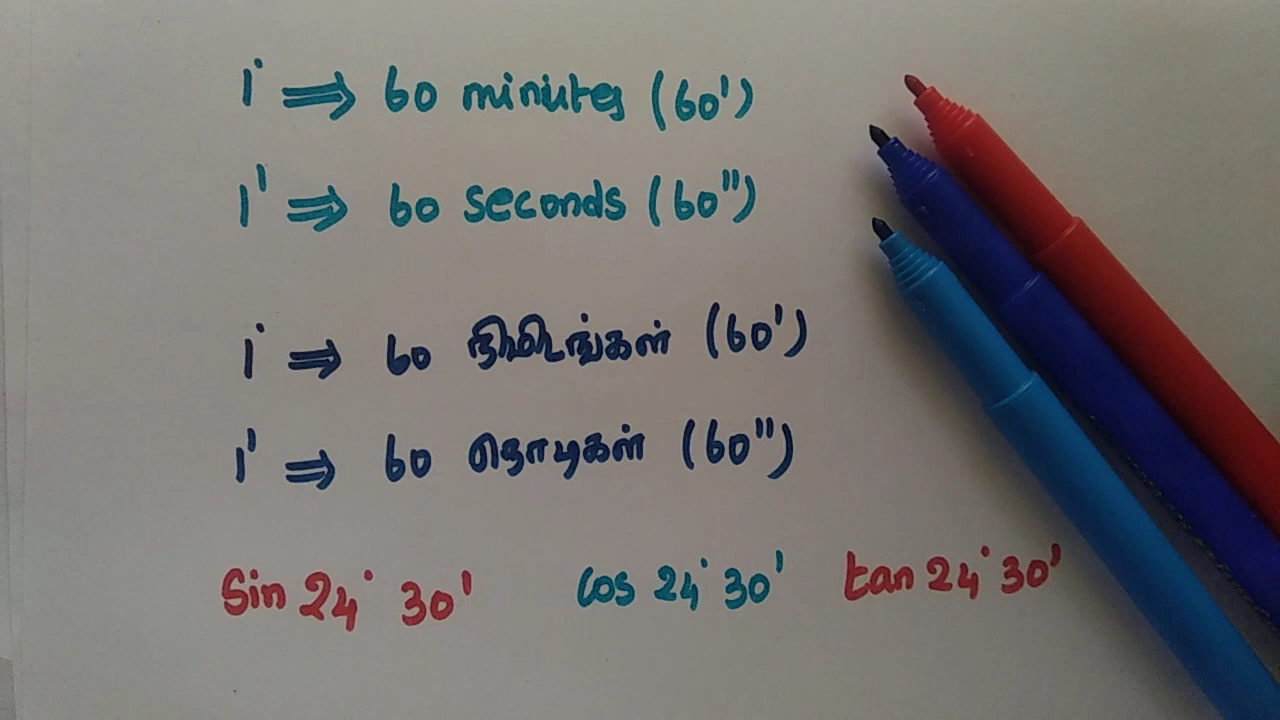 1° ⇒ 60 minutes (60')
1' ⇒ 60 seconds (60")
1° ⇒ 60 நிமிடங்கள் (60')
1' ⇒ 60 நொடிகள் (60")
Sin 24° 30' cos 24° 30' tan 24° 30'